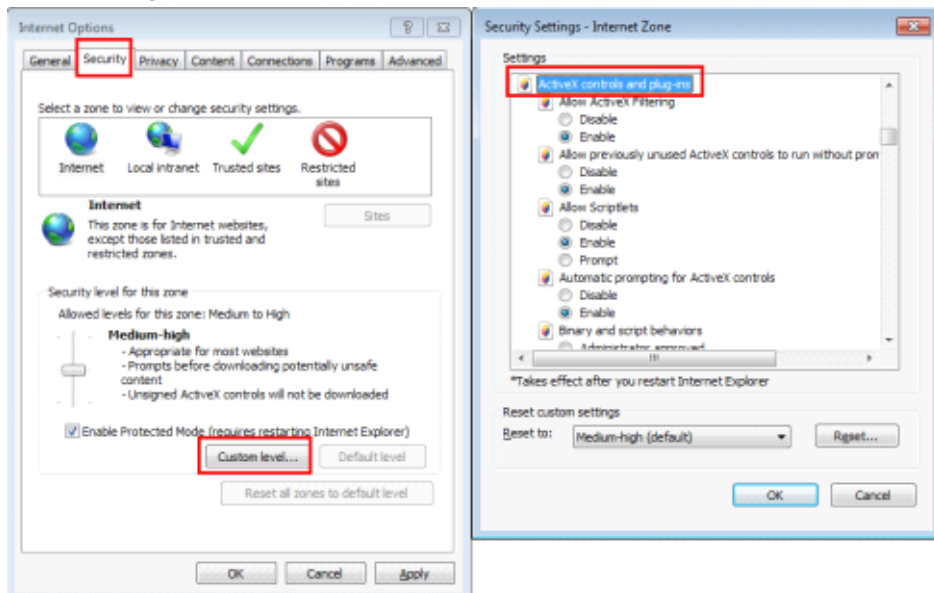 Internet Options
General Security Privacy Content Connections Programs Advanced
Select a zone to view or change security settings.
Internet Local intranet Trusted sites Restricted sites
Internet
This zone is for Internet websites,
except those listed in trusted and
restricted zones.
Sites
Security level for this zone
Allowed levels for this zone: Medium to High
Medium-high
- Appropriate for most websites
- Prompts before downloading potentially unsafe
content
- Unsigned ActiveX controls will not be downloaded
Enable Protected Mode (requires restarting Internet Explorer)
Custom level... Default level
Reset all zones to default level
OK Cancel Apply
Security Settings - Internet Zone
Settings
ActiveX controls and plug-ins
Allow ActiveX Filtering
Disable
Enable
Allow previously unused ActiveX controls to run without pron
Disable
Enable
Allow Scriptlets
Disable
Enable
Prompt
Automatic prompting for ActiveX controls
Disable
Enable
Binary and script behaviors
Administrator approved
*Takes effect after you restart Internet Explorer
Reset custom settings
Reset to: Medium-high (default) Reset...
OK Cancel